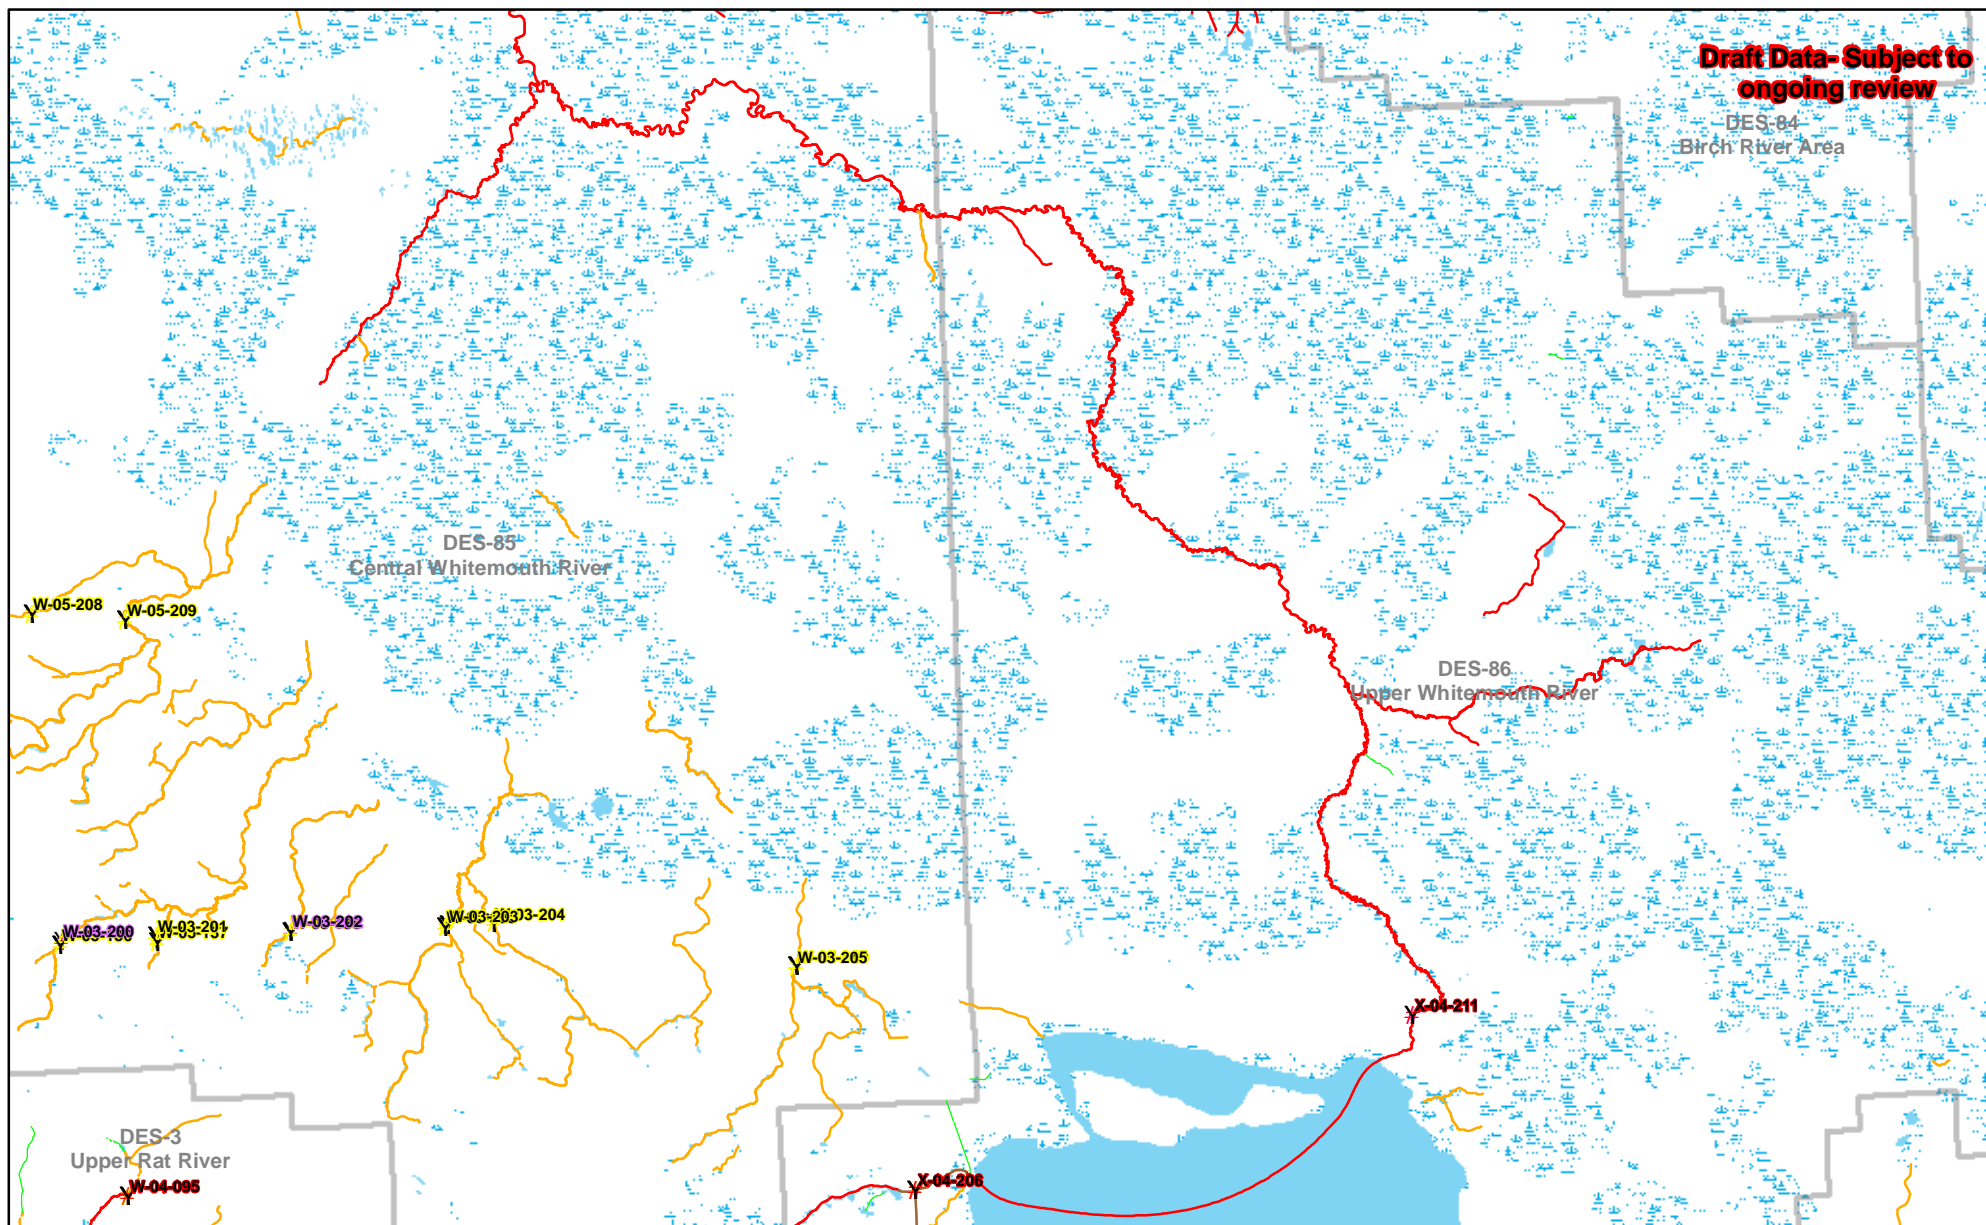 Draft Data- Subject to
ongoing review
DES-84
Birch River Area
DES-85
Central Whitemouth River
W-05-208
W-05-209
DES-86
Upper Whitemouth River
W-03-200
W-03-201
W-03-202
W-03-203
03-204
W-03-205
X-04-211
DES-3
Upper Rat River
W-04-095
X-04-206